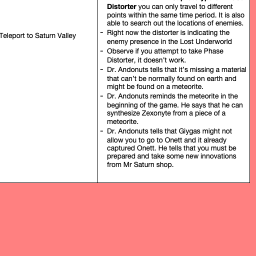 Distorter you can only travel to different
points within the same time period. It is also
able to search out the locations of enemies.
- Right now the distorter is indicating the
enemy presence in the Lost Underworld
Teleport to Saturn Valley
- Observe if you attempt to take Phase
Distorter, it doesn't work.
- Dr. Andonuts tells that it's missing a material
that can't be normally found on earth and
might be found on a meteorite.
- Dr. Andonuts reminds the meteorite in the
beginning of the game. He says that he can
synthesize Zexonyte from a piece of a
meteorite.
- Dr. Andonuts tells that Giygas might not
allow you to go to Onett and it already
captured Onett. He tells that you must be
prepared and take some new innovations
from Mr Saturn shop.